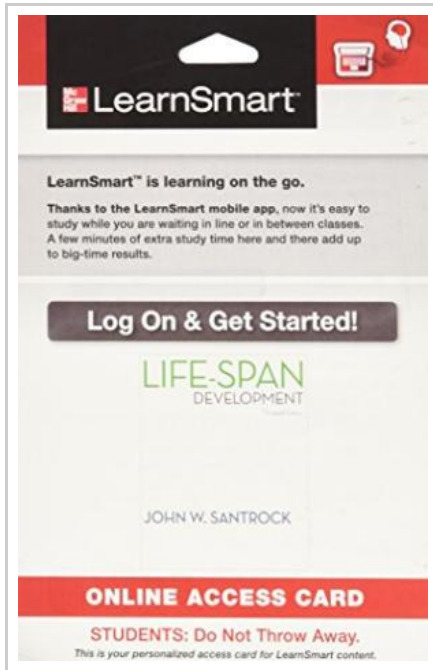 LearnSmart™
LearnSmart™ is learning on the go.
Thanks to the LearnSmart mobile app, now it's easy to
study while you are waiting in line or in between classes.
A few minutes of extra study time here and there add up
to big-time results.
Log On & Get Started!
LIFE-SPAN
DEVELOPMENT
JOHN W. SANTROCK
ONLINE ACCESS CARD
STUDENTS: Do Not Throw Away.
This is your personalized access card for LearnSmart content.